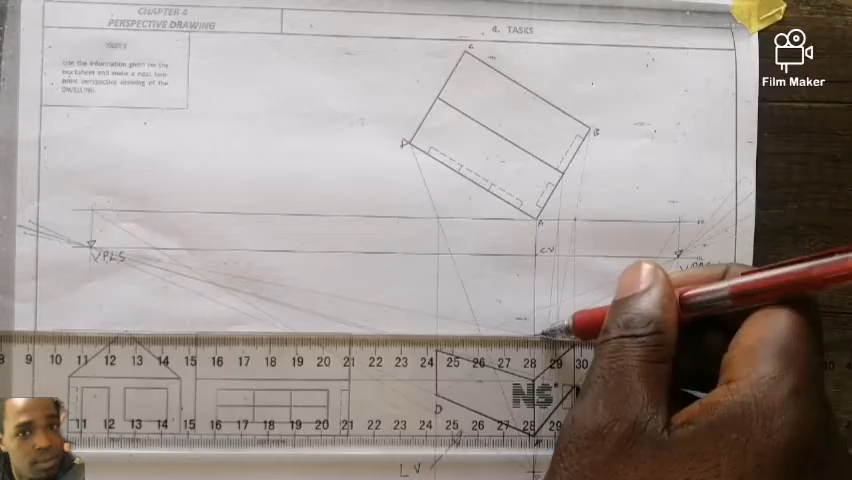 CHAPTER 4
PERSPECTIVE DRAWING
4. TASKS
TASKS
Use the information given on the
worksheet and make a neat two-
point perspective drawing of the
DWELLING.
Film Maker
C
B
D
A
C.V
V.P.L.S
8 9 10 11 12 13 14 15 16 17 18 19 20 21 22 23 24 25 26 27 28 29 30
NS
11 12 13 14 15 16 17 18 19 20 21 22 23 24 25 26 27 28 29
D
L V